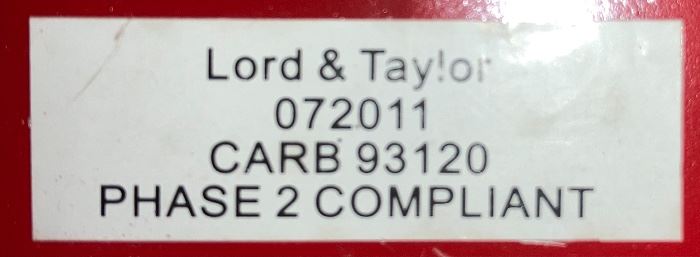 Lord & Taylor
072011
CARB 93120
PHASE 2 COMPLIANT